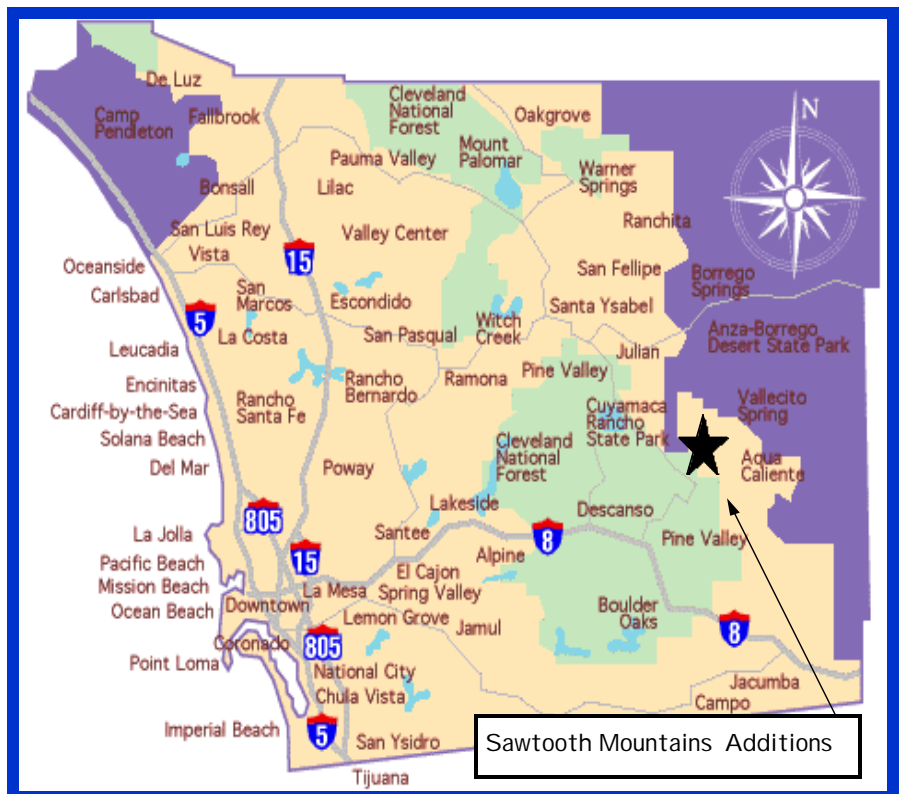 De Luz
Cleveland
National
Forest
Oakgrove
N
Camp
Pendleton
Fallbrook
Mount
Palomar
Pauma Valley
Warner
Springs
Bonsall
Lilac
Ranchita
San Luis Rey
Valley Center
Vista
15
Oceanside
San Fellipe
Borrego
Springs
Carlsbad
San
Marcos
Escondido
Santa Ysabel
5
La Costa
San Pasqual
Witch
Creek
Anza-Borrego
Desert State Park
Leucadia
Julian
Pine Valley
Encinitas
Rancho
Bernardo
Ramona
Cardiff-by-the-Sea
Rancho
Santa Fe
Cuyamaca
Rancho
State Park
Vallecito
Spring
Solana Beach
Cleveland
National
Forest
Del Mar
Poway
Agua
Caliente
Lakeside
Descanso
805
La Jolla
Santee
8
Pine Valley
15
Alpine
Pacific Beach
El Cajon
Mission Beach
La Mesa
Spring Valley
Ocean Beach
Downtown
Lemon Grove
Jamul
Boulder
Oaks
8
Coronado
805
Point Loma
National City
Jacumba
Chula Vista
Campo
Imperial Beach
5
San Ysidro
Sawtooth Mountains Additions
Tijuana